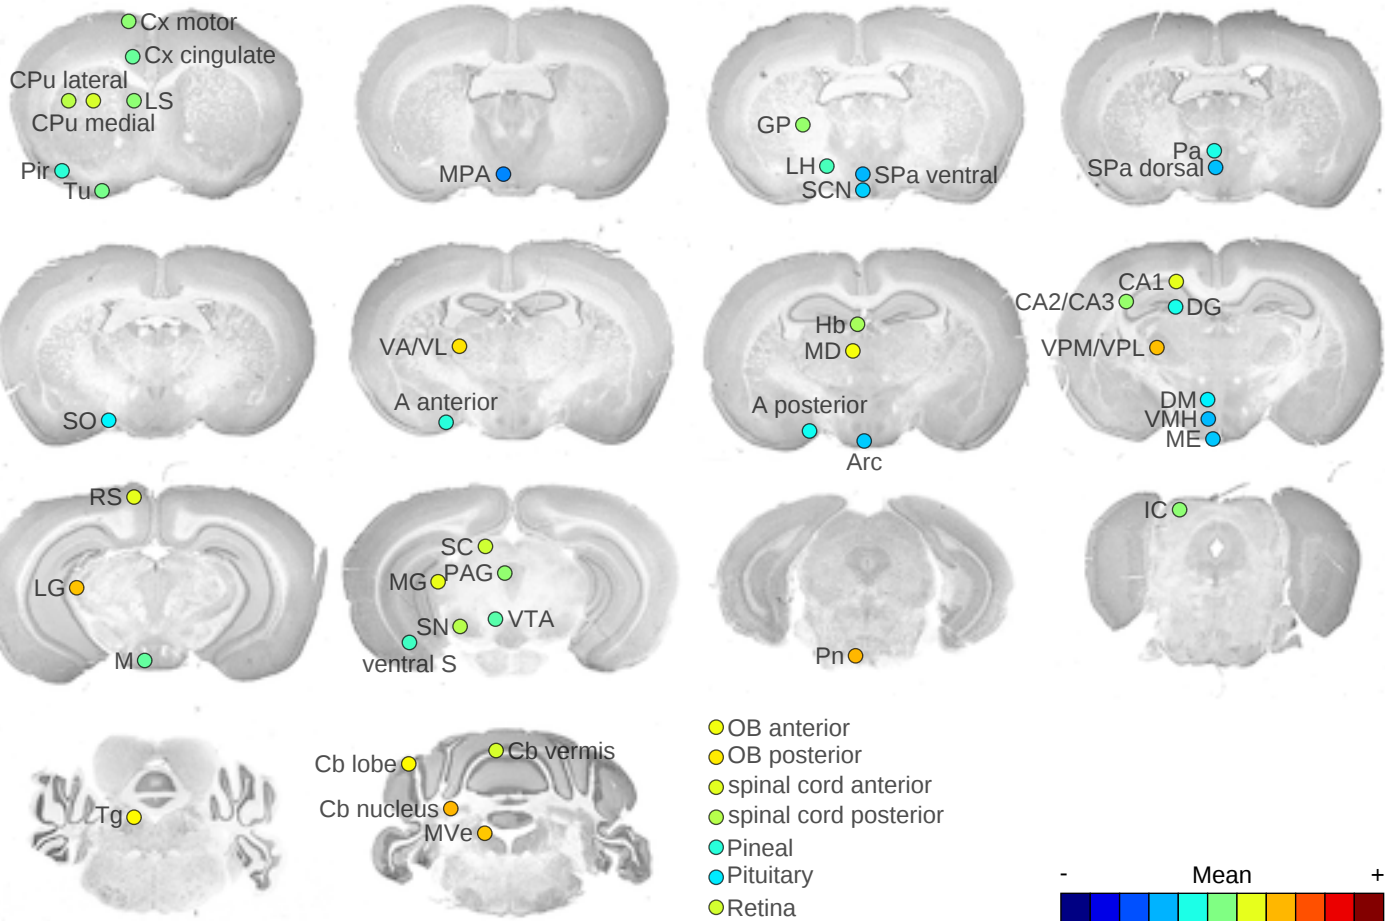 Cx motor
Cx cingulate
CPu lateral
LS
CPu medial
Pir
Tu
MPA
GP
LH
SPa ventral
SCN
Pa
SPa dorsal
SO
VA/VL
A anterior
Hb
MD
A posterior
Arc
CA1
CA2/CA3
DG
VPM/VPL
DM
VMH
ME
RS
LG
M
SC
MG
PAG
SN
VTA
ventral S
Pn
IC
Tg
Cb lobe
Cb vermis
Cb nucleus
MVe
OB anterior
OB posterior
spinal cord anterior
spinal cord posterior
Pineal
Pituitary
Retina
- Mean +